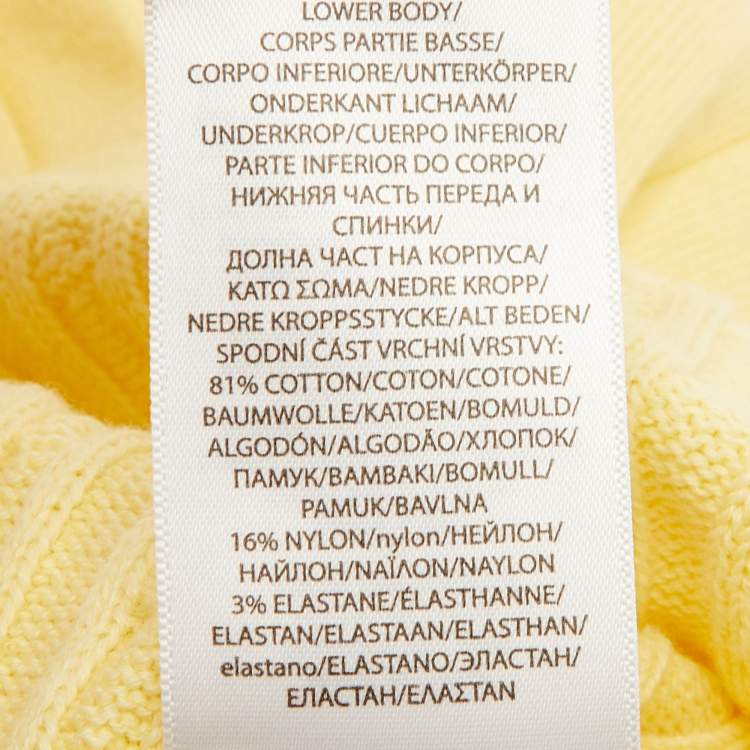 LOWER BODY/
CORPS PARTIE BASSE/
CORPO INFERIORE/UNTERKÖRPER/
ONDERKANT LICHAAM/
UNDERKROP/CUERPO INFERIOR/
PARTE INFERIOR DO CORPO/
НИЖНЯЯ ЧАСТЬ ПЕРЕДА И
СПИНКИ/
ДОЛНА ЧАСТ НА КОРПУСА/
ΚΑΤΩ ΣΩΜΑ/NEDRE KROPP/
NEDRE KROPPSSTYCKE/ALT BEDEN/
SPODNÍ ČÁST VRCHNÍ VRSTVY:
81% COTTON/COTON/COTONE/
BAUMWOLLE/KATOEN/BOMULD/
ALGODÓN/ALGODÃO/ХЛОПОК/
ПАМУК/ΒΑΜΒΑΚΙ/BOMULL/
PAMUK/BAVLNA
16% NYLON/nylon/НЕЙЛОН/
НАЙЛОН/ΝΑΪΛΟΝ/NAYLON
3% ELASTANE/ÉLASTHANNE/
ELASTAN/ELASTAAN/ELASTHAN/
elastano/ELASTANO/ЭЛАСТАН/
ЕЛАСТАН/ΕΛΑΣΤΑΝ